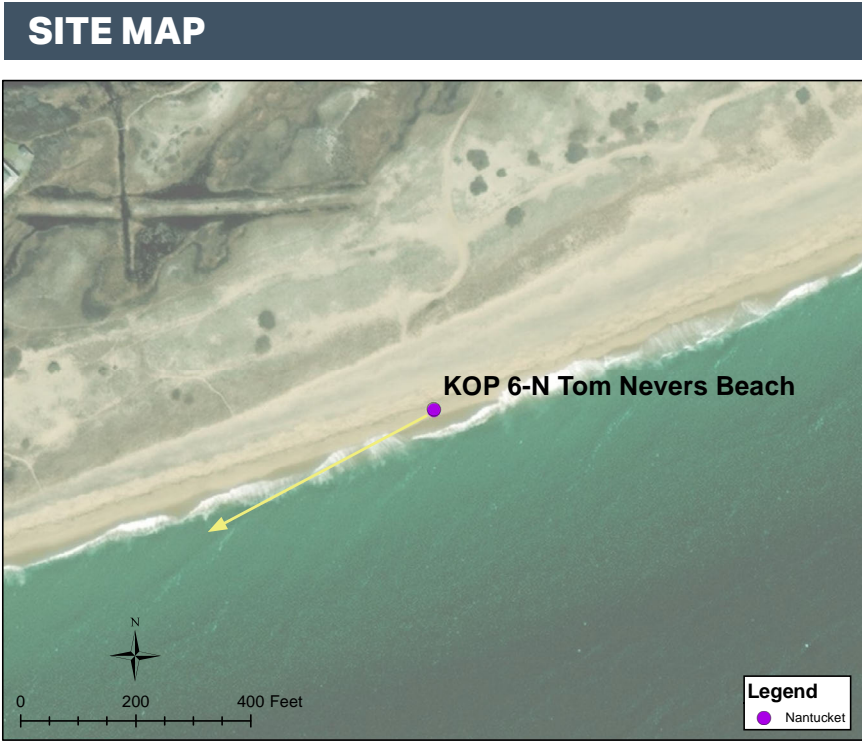 SITE MAP
KOP 6-N Tom Nevers Beach
N
0 200 400 Feet
Legend
Nantucket